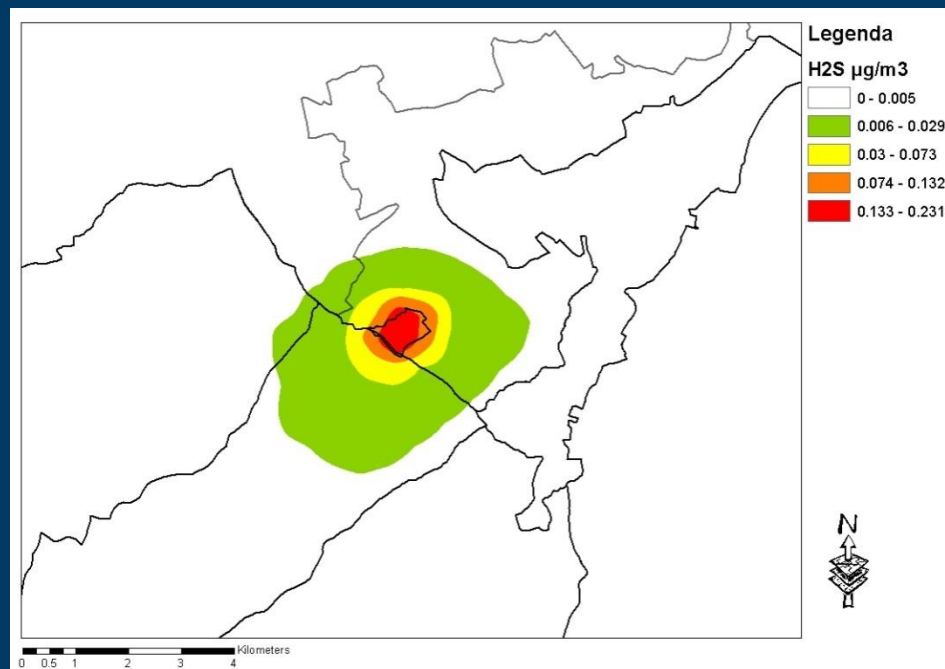 Legenda
H2S µg/m3
0 - 0.005
0.006 - 0.029
0.03 - 0.073
0.074 - 0.132
0.133 - 0.231
N
Kilometers
0 0.5 1 2 3 4